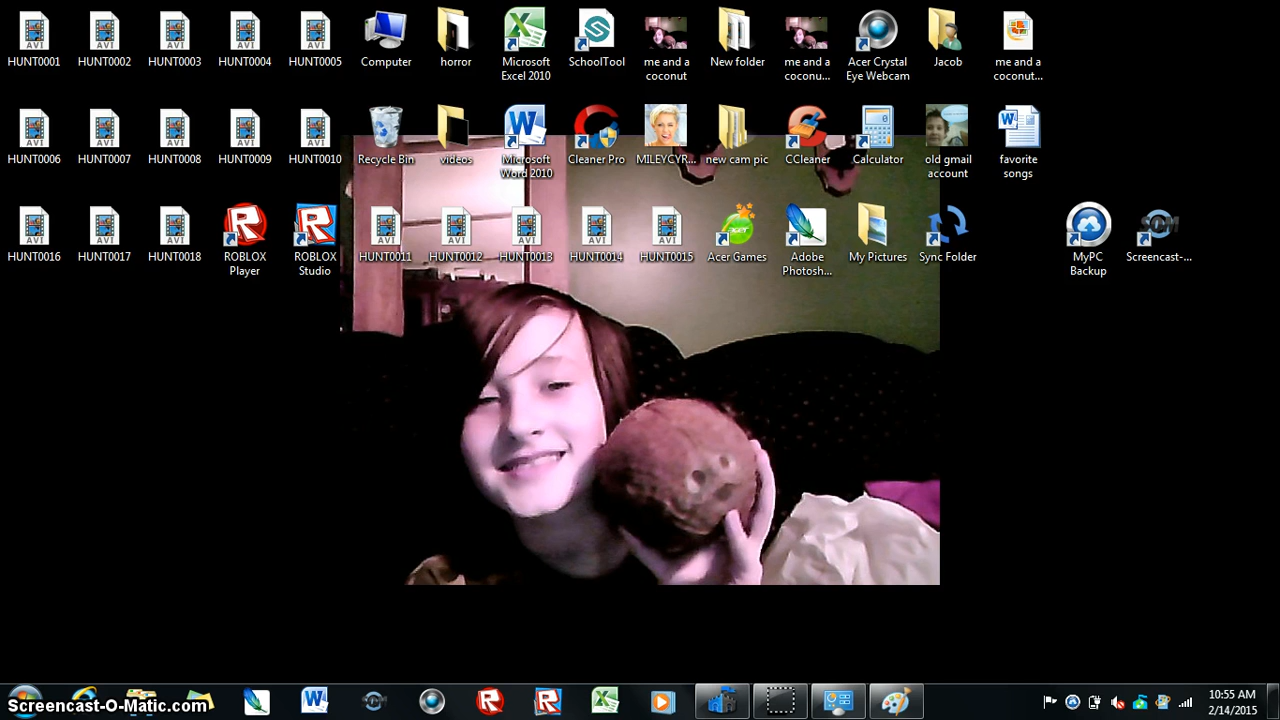 HUNT0001 HUNT0002 HUNT0003 HUNT0004 HUNT0005 Computer horror Microsoft Excel 2010 SchoolTool me and a coconut New folder me and a coconu... Acer Crystal Eye Webcam Jacob me and a coconut...
HUNT0006 HUNT0007 HUNT0008 HUNT0009 HUNT0010 Recycle Bin videos Microsoft Word 2010 Cleaner Pro MILEYCYR... new cam pic CCleaner Calculator old gmail account favorite songs
HUNT0016 HUNT0017 HUNT0018 ROBLOX Player ROBLOX Studio HUNT0011 HUNT0012 HUNT0013 HUNT0014 HUNT0015 Acer Games Adobe Photosh... My Pictures Sync Folder MyPC Backup Screencast-...
Screencast-O-Matic.com
10:55 AM
2/14/2015